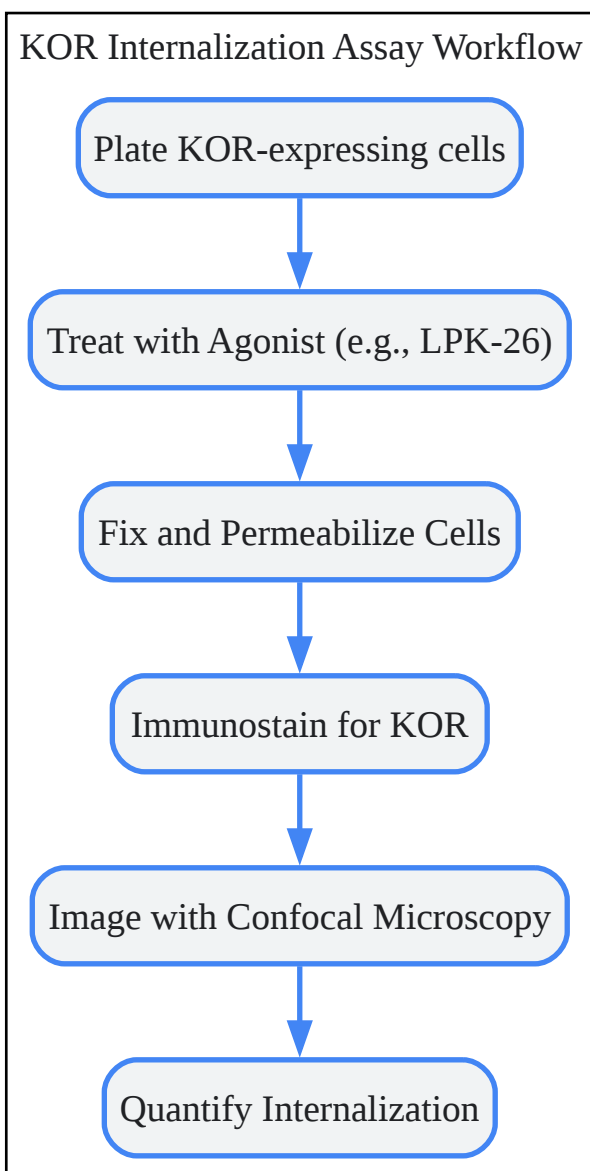 KOR Internalization Assay Workflow
Plate KOR-expressing cells
Treat with Agonist (e.g., LPK-26)
Fix and Permeabilize Cells
Immunostain for KOR
Image with Confocal Microscopy
Quantify Internalization